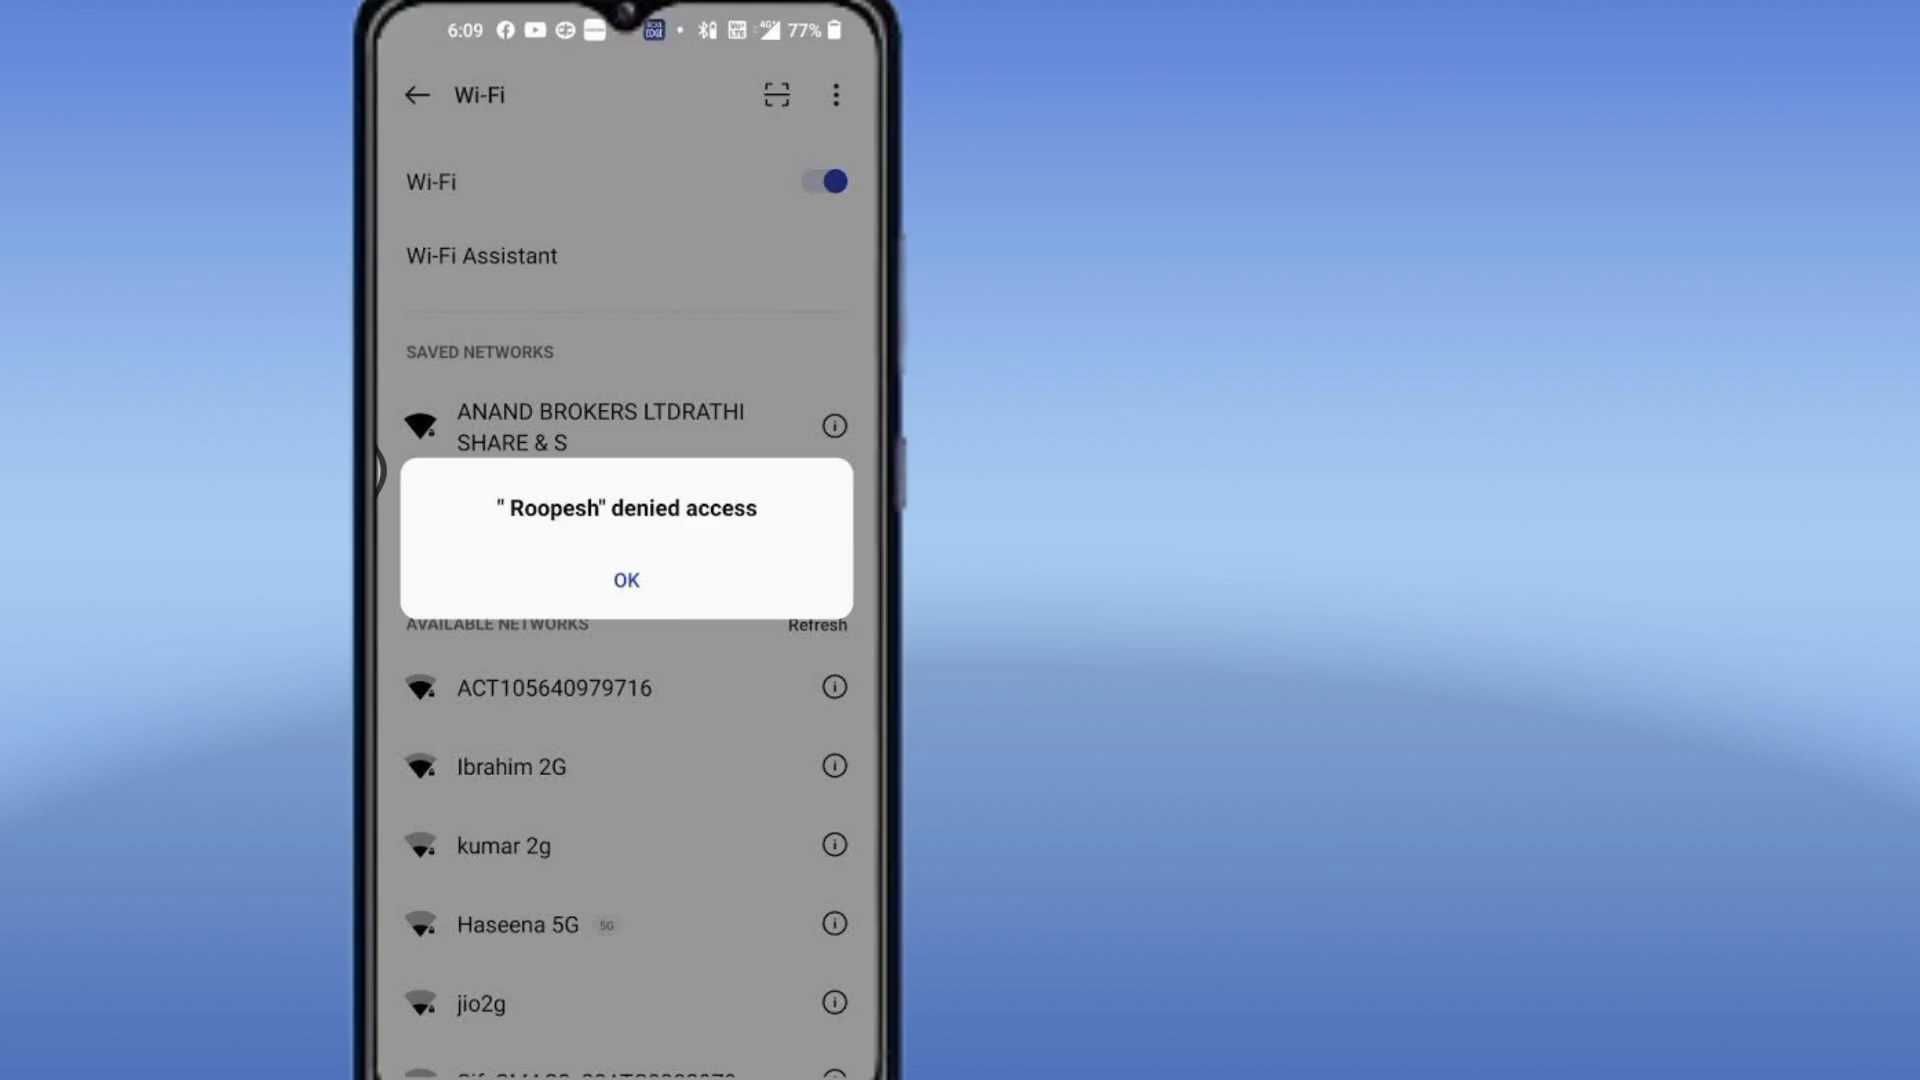 6:09 77%
Wi-Fi
Wi-Fi
Wi-Fi Assistant
SAVED NETWORKS
ANAND BROKERS LTDRATHI
SHARE & S
" Roopesh" denied access
OK
AVAILABLE NETWORKS Refresh
ACT105640979716
Ibrahim 2G
kumar 2g
Haseena 5G 5G
jio2g